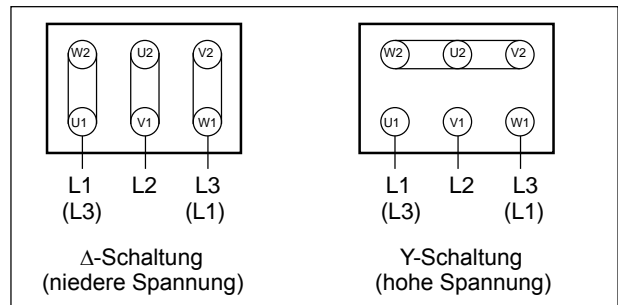 W2 U2 V2
U1 V1 W1
L1 L2 L3
(L3) (L1)
Δ-Schaltung
(niedere Spannung)
W2 U2 V2
U1 V1 W1
L1 L2 L3
(L3) (L1)
Y-Schaltung
(hohe Spannung)